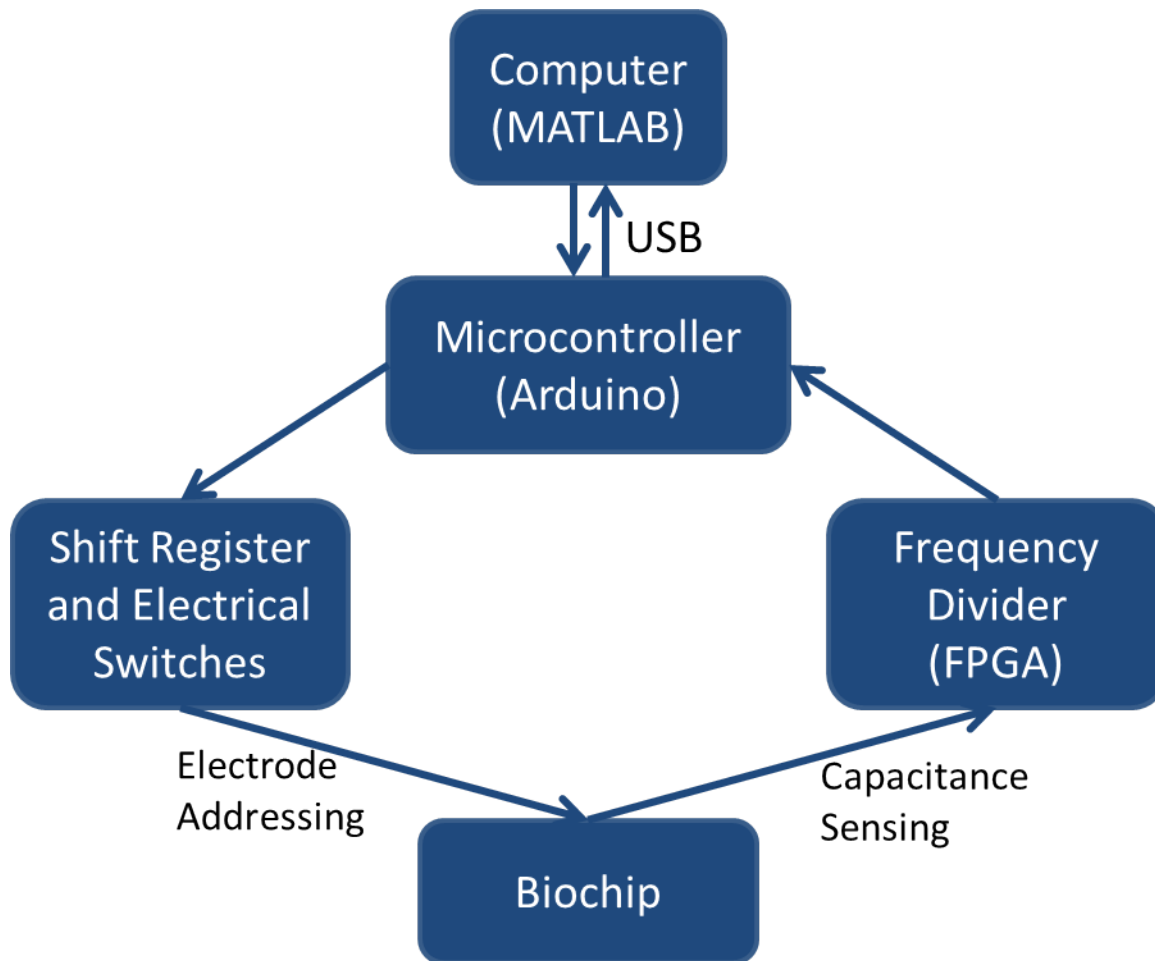 Computer
(MATLAB)
USB
Microcontroller
(Arduino)
Shift Register
and Electrical
Switches
Frequency
Divider
(FPGA)
Electrode
Addressing
Capacitance
Sensing
Biochip